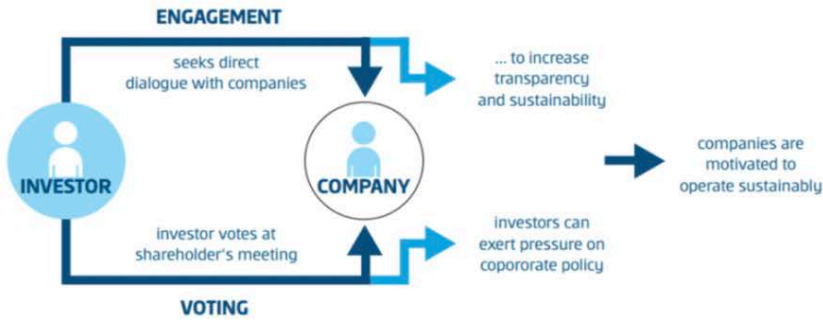 ENGAGEMENT
seeks direct
dialogue with companies
... to increase
transparency
and sustainability
INVESTOR
COMPANY
companies are
motivated to
operate sustainably
investor votes at
shareholder's meeting
investors can
exert pressure on
copororate policy
VOTING